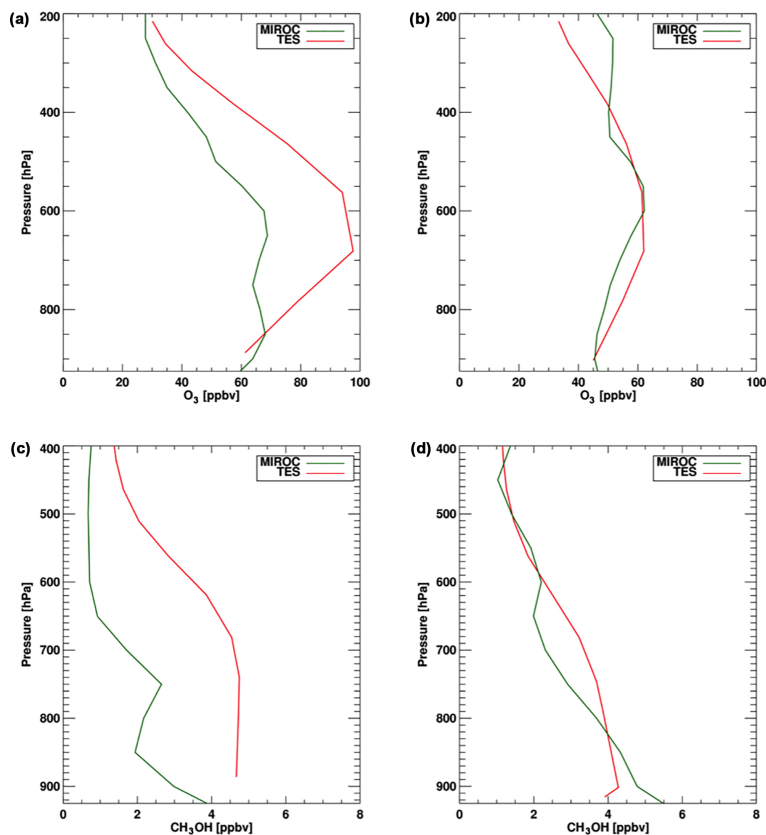 (a)
MIROC
TES
200
400
600
800
Pressure [hPa]
0 20 40 60 80 100
O3 [ppbv]
(b)
MIROC
TES
200
400
600
800
Pressure [hPa]
0 20 40 60 80 100
O3 [ppbv]
(c)
MIROC
TES
400
500
600
700
800
900
Pressure [hPa]
0 2 4 6 8
CH3OH [ppbv]
(d)
MIROC
TES
400
500
600
700
800
900
Pressure [hPa]
0 2 4 6 8
CH3OH [ppbv]